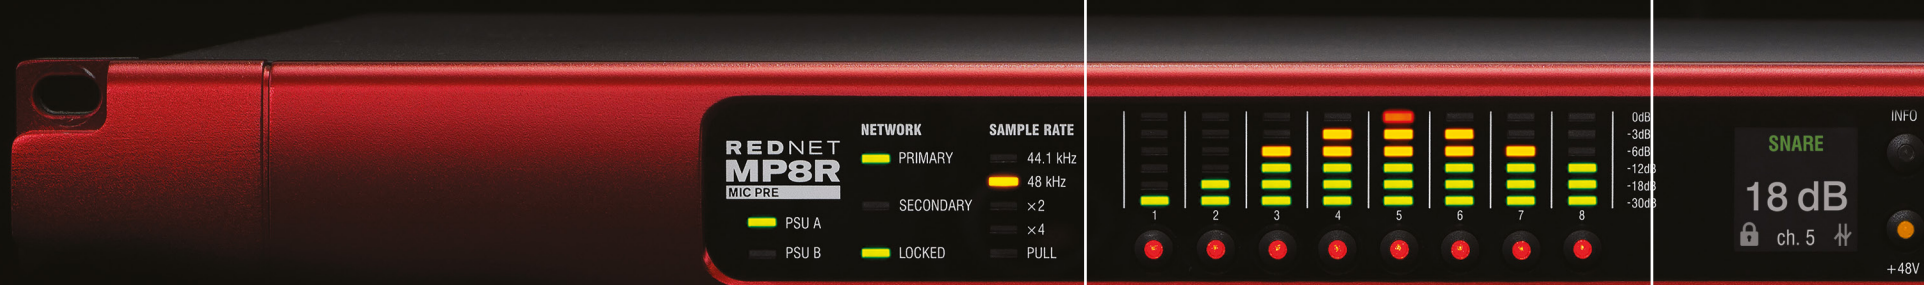 REDNET
MP8R
MIC PRE
PSU A
PSU B
NETWORK
PRIMARY
SECONDARY
LOCKED
SAMPLE RATE
44.1 kHz
48 kHz
×2
×4
PULL
0dB
-3dB
-6dB
-12dB
-18dB
-30dB
1 2 3 4 5 6 7 8
SNARE
18 dB
ch. 5
INFO
+48V